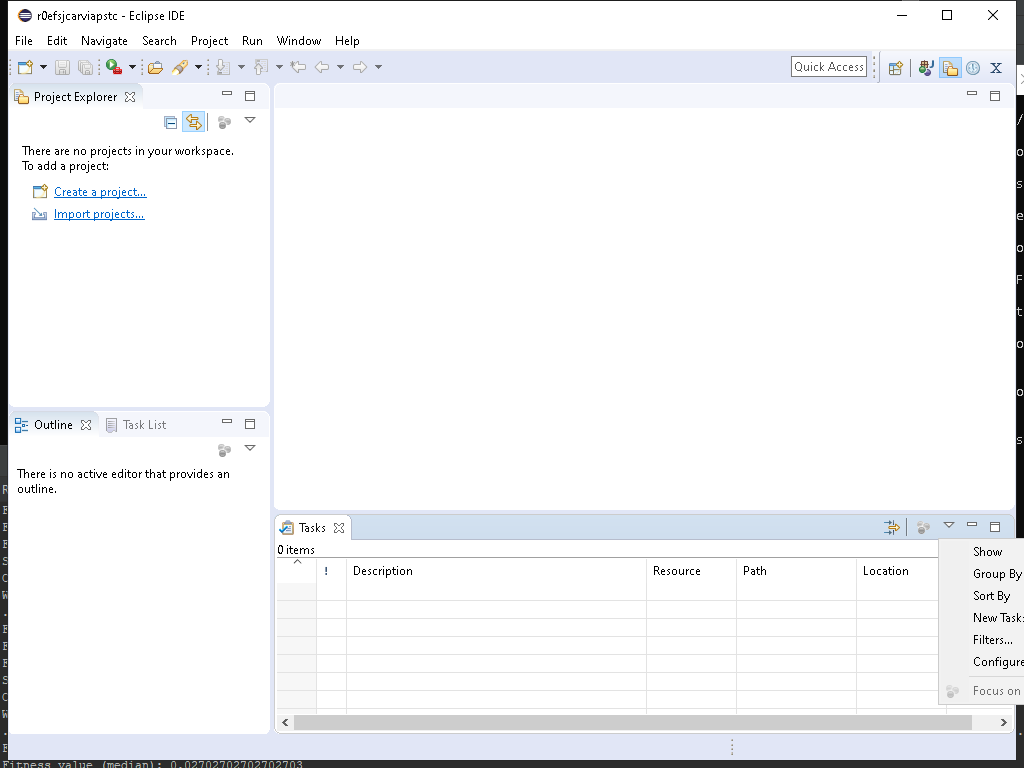 r0efsjcarviapstc - Eclipse IDE
File Edit Navigate Search Project Run Window Help
Quick Access
Project Explorer
There are no projects in your workspace.
To add a project:
Create a project...
Import projects...
Outline Task List
There is no active editor that provides an
outline.
Tasks
0 items
! Description Resource Path Location
Show
Group By
Sort By
New Task
Filters...
Configure
Focus on
Fitness value (median): 0.02702702702702703